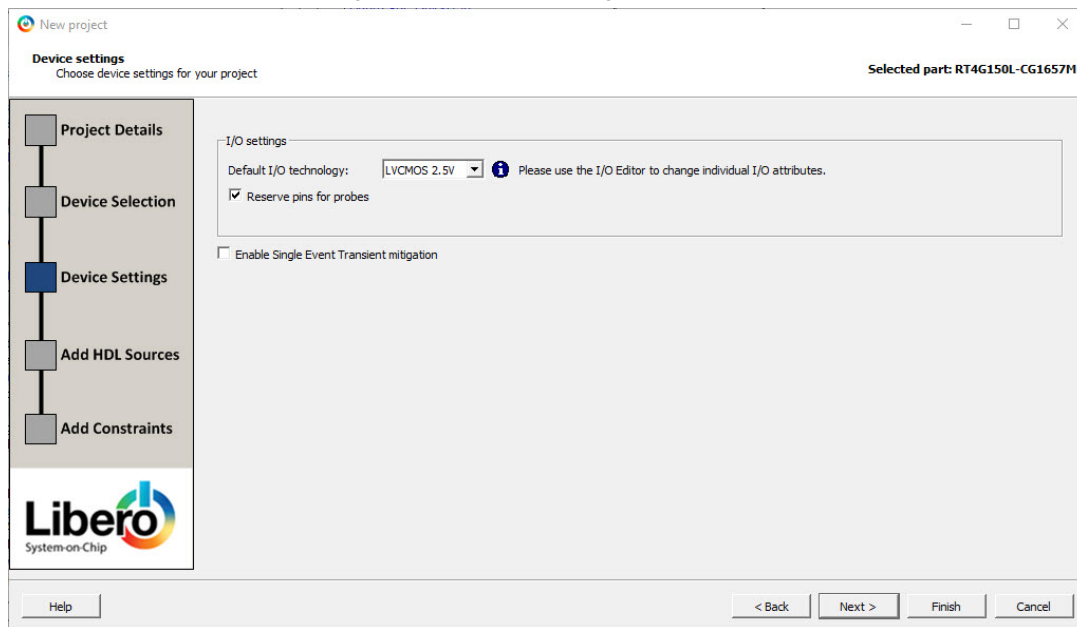 New project
Device settings
Choose device settings for your project
Selected part: RT4G150L-CG1657M
Project Details
Device Selection
Device Settings
Add HDL Sources
Add Constraints
Libero
System-on-Chip
I/O settings
Default I/O technology: LVCMOS 2.5V Please use the I/O Editor to change individual I/O attributes.
Reserve pins for probes
Enable Single Event Transient mitigation
Help < Back Next > Finish Cancel